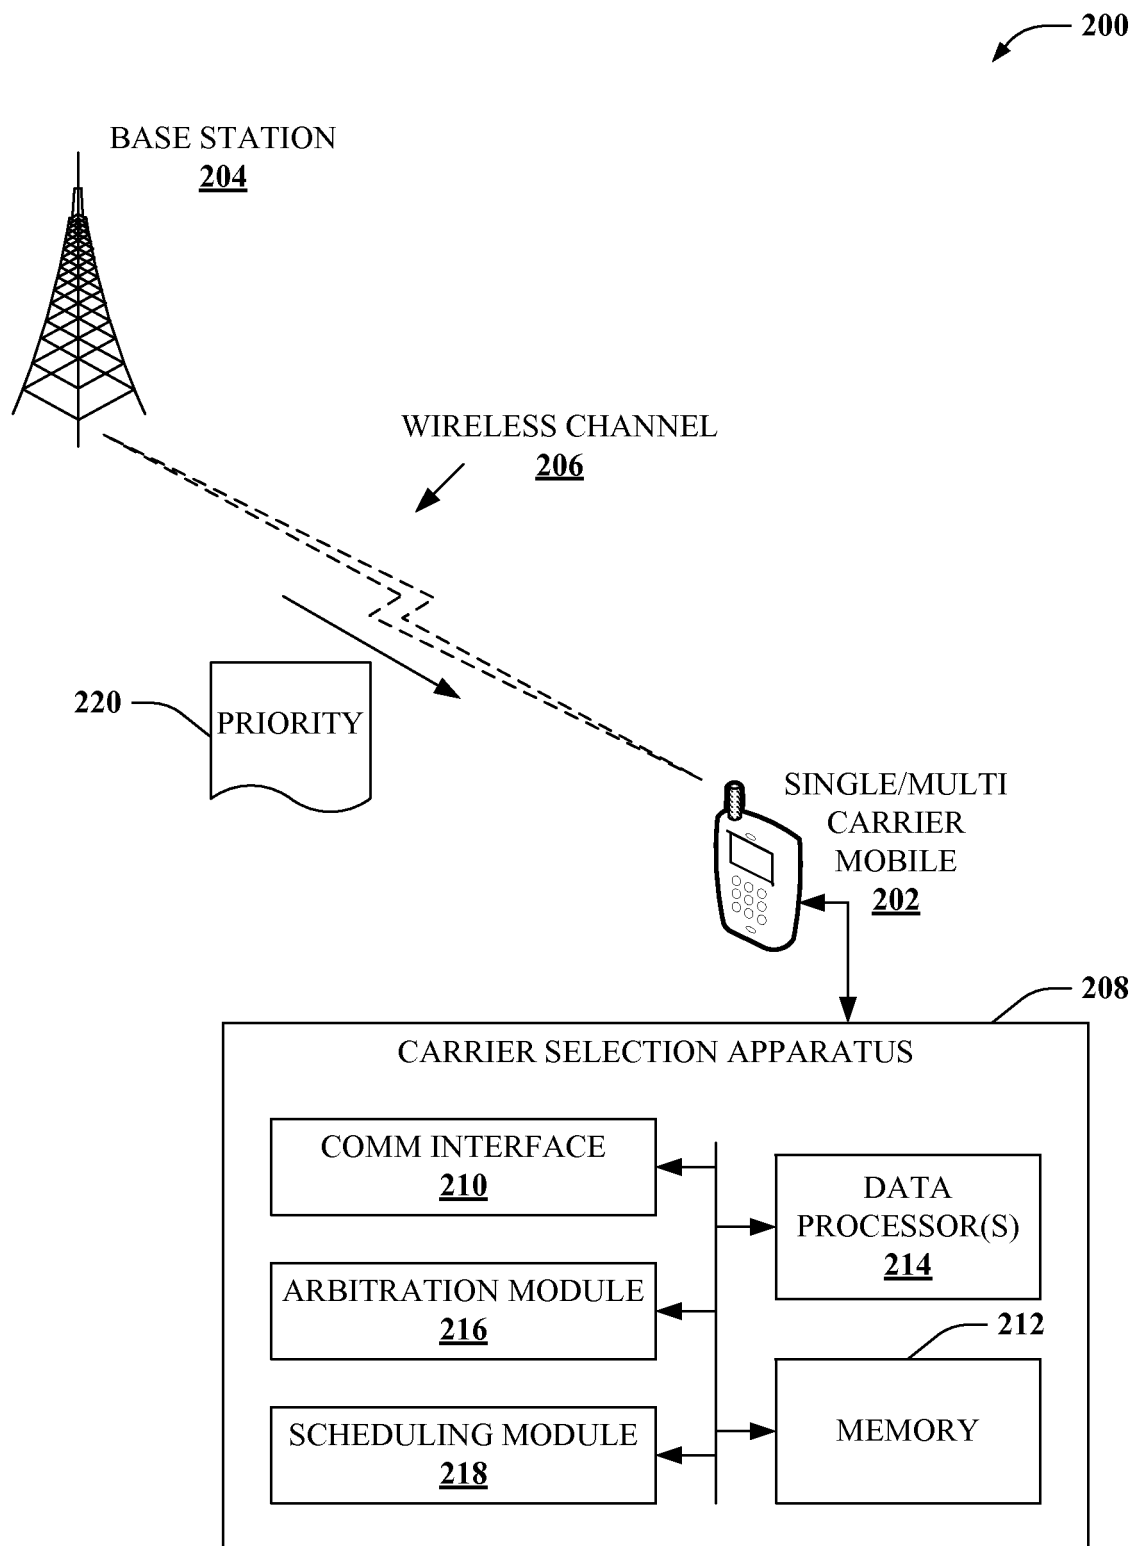 200
BASE STATION
204
WIRELESS CHANNEL
206
220
PRIORITY
SINGLE/MULTI
CARRIER
MOBILE
202
208
CARRIER SELECTION APPARATUS
COMM INTERFACE
210
DATA
PROCESSOR(S)
214
ARBITRATION MODULE
216
212
SCHEDULING MODULE
218
MEMORY